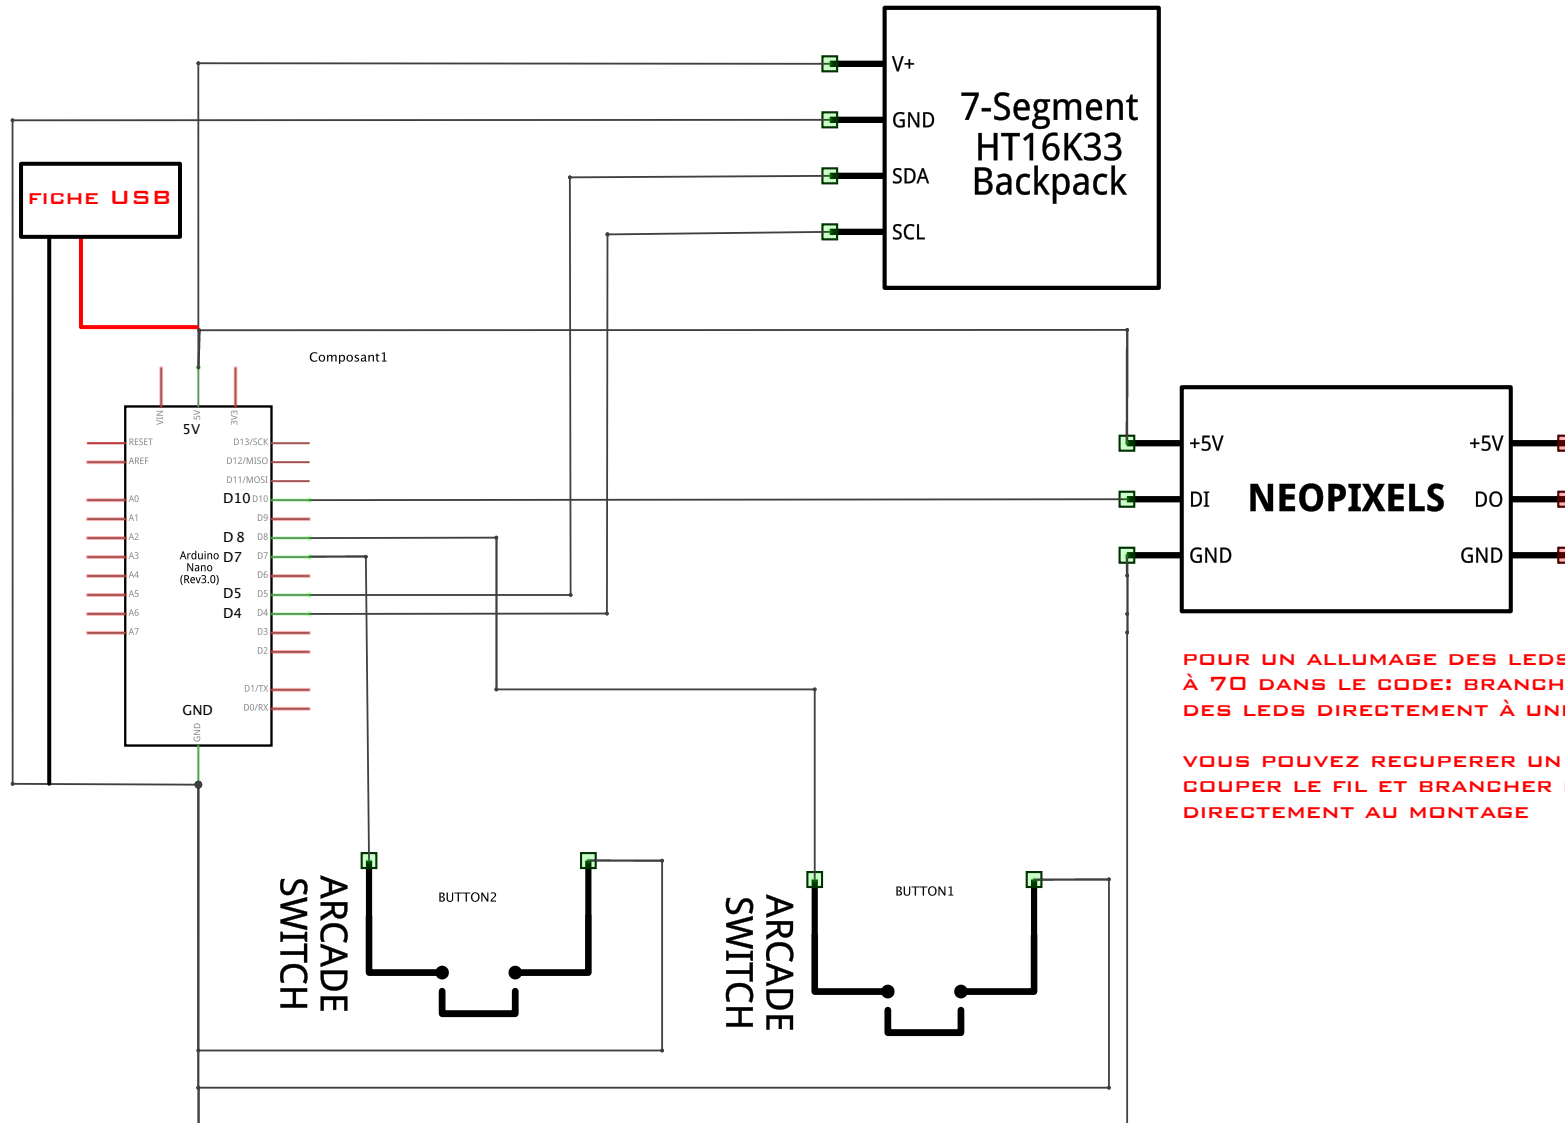 V+
GND
SDA
SCL
7-Segment
HT16K33
Backpack
FICHE USB
Composant1
VIN
5V
3V3
5V
RESET
AREF
A0
A1
A2
A3
A4
A5
A6
A7
Arduino
Nano
(Rev3.0)
D13/SCK
D12/MISO
D11/MOSI
D10 D10
D9
D8 D8
D7 D7
D6
D5 D5
D4 D4
D3
D2
D1/TX
D0/RX
GND
GND
+5V
DI
GND
NEOPIXELS
+5V
DO
GND
POUR UN ALLUMAGE DES LEDS
À 70 DANS LE CODE: BRANCH
DES LEDS DIRECTEMENT À UN
VOUS POUVEZ RECUPERER UN
COUPER LE FIL ET BRANCHER
DIRECTEMENT AU MONTAGE
ARCADE
SWITCH
BUTTON2
ARCADE
SWITCH
BUTTON1